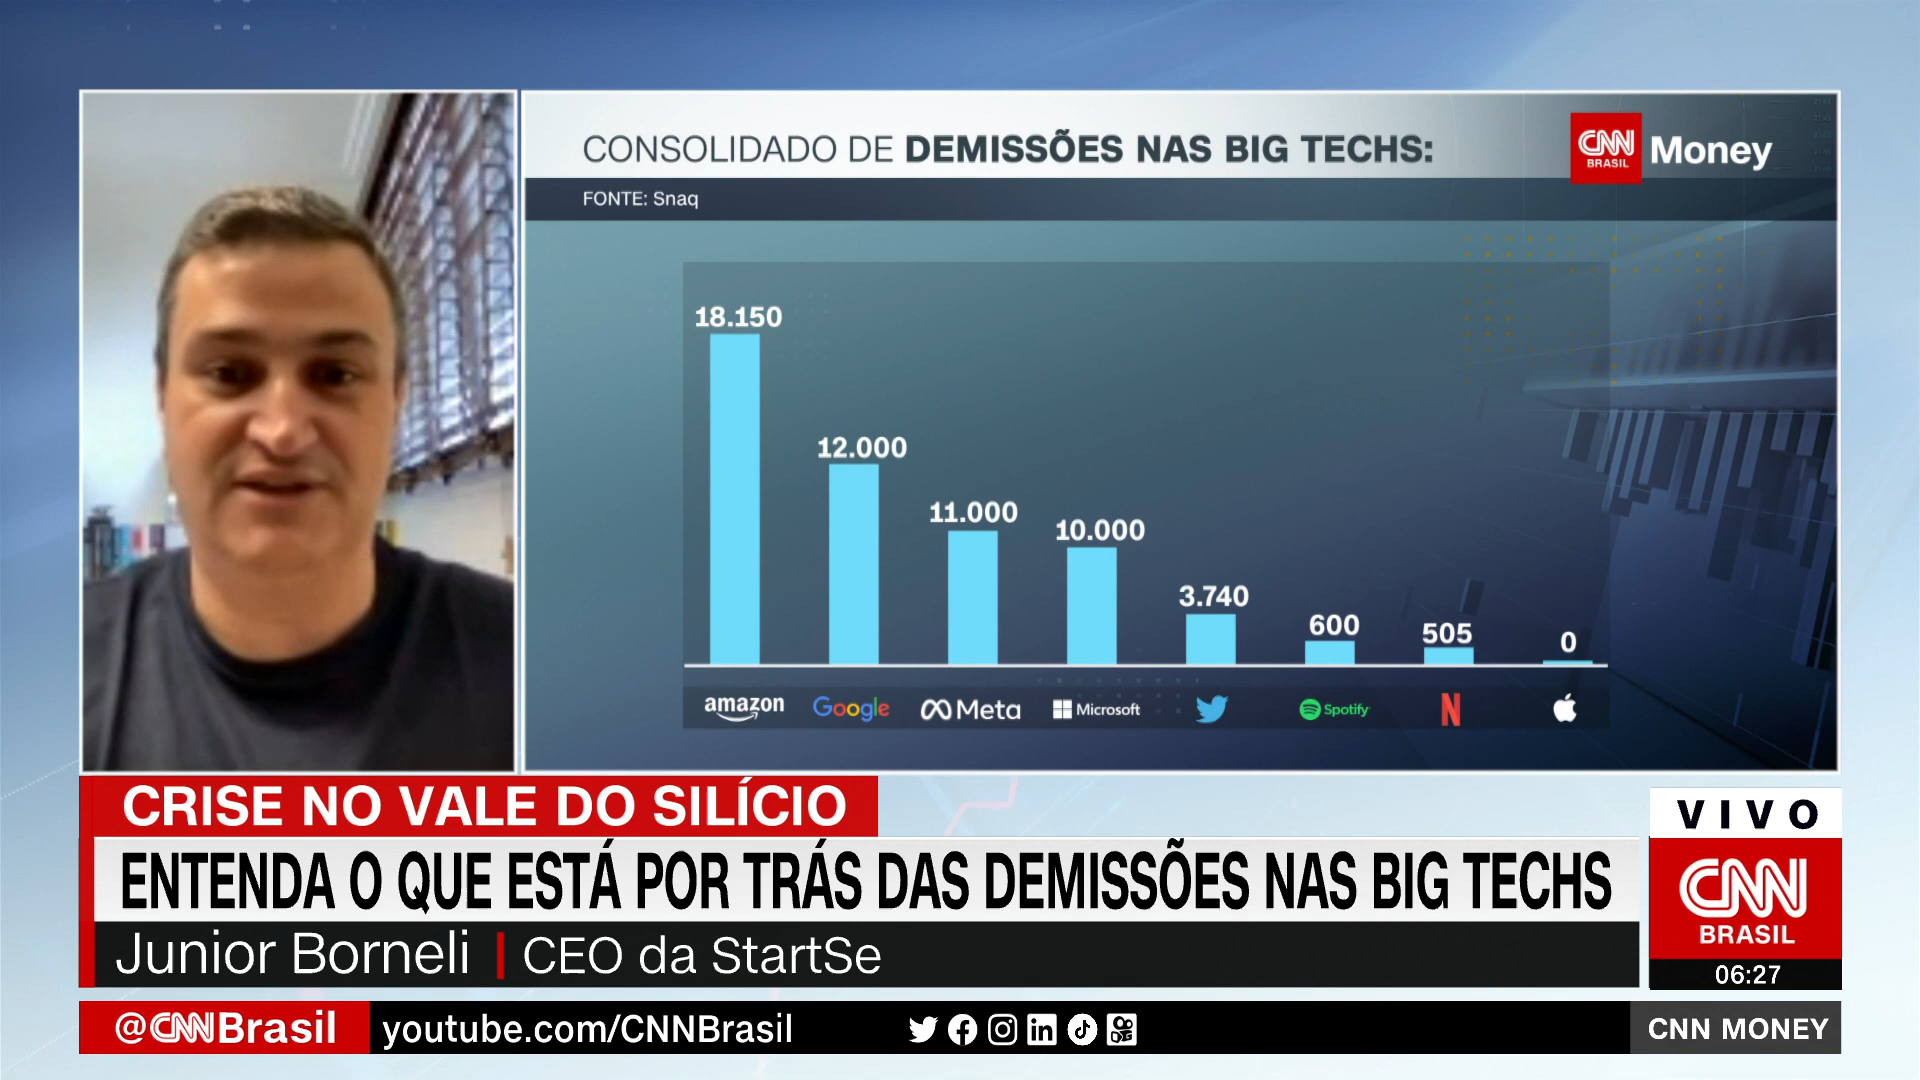 CONSOLIDADO DE DEMISSÕES NAS BIG TECHS:
CNN BRASIL Money
FONTE: Snaq
18.150
12.000
11.000
10.000
3.740
600
505
0
amazon Google Meta Microsoft Spotify N
CRISE NO VALE DO SILÍCIO
ENTENDA O QUE ESTÁ POR TRÁS DAS DEMISSÕES NAS BIG TECHS
Junior Borneli | CEO da StartSe
VIVO
CNN
BRASIL
06:27
@CNNBrasil youtube.com/CNNBrasil
CNN MONEY